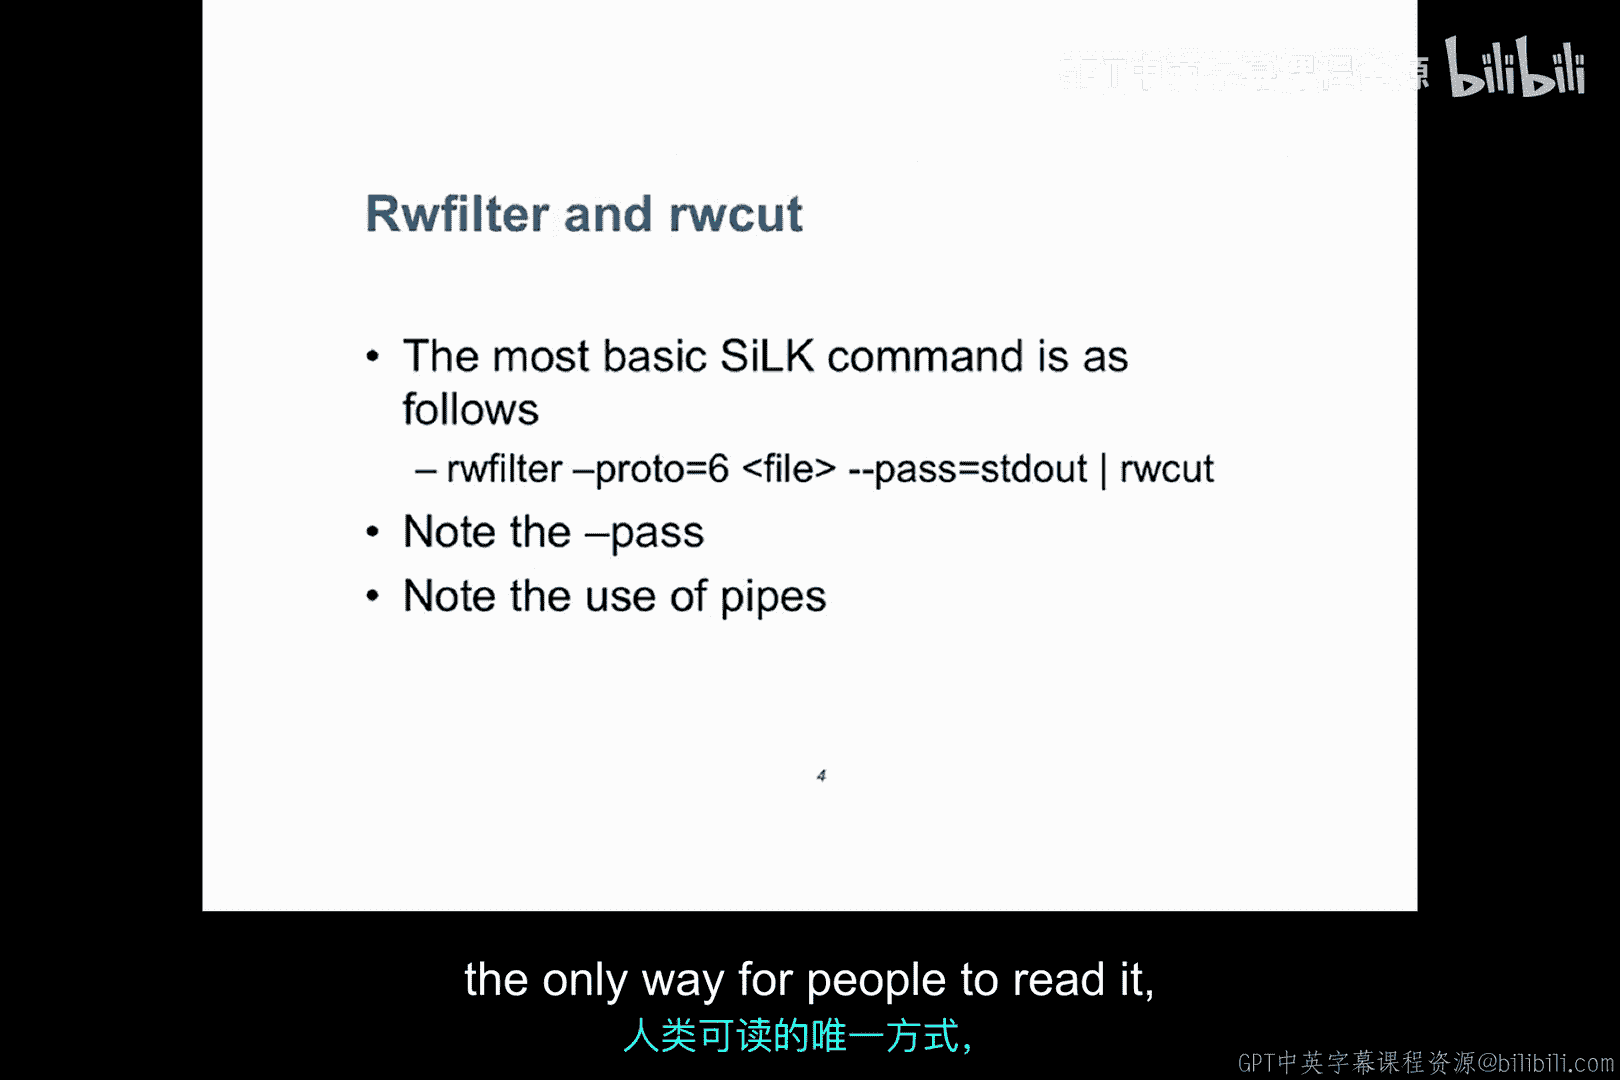 bilibili
Rwfilter and rwcut
• The most basic SiLK command is as
follows
– rwfilter –proto=6 <file> --pass=stdout | rwcut
• Note the –pass
• Note the use of pipes
4
the only way for people to read it,
人类可读的唯一方式，
GPT中英字幕课程资源@bilibili.com